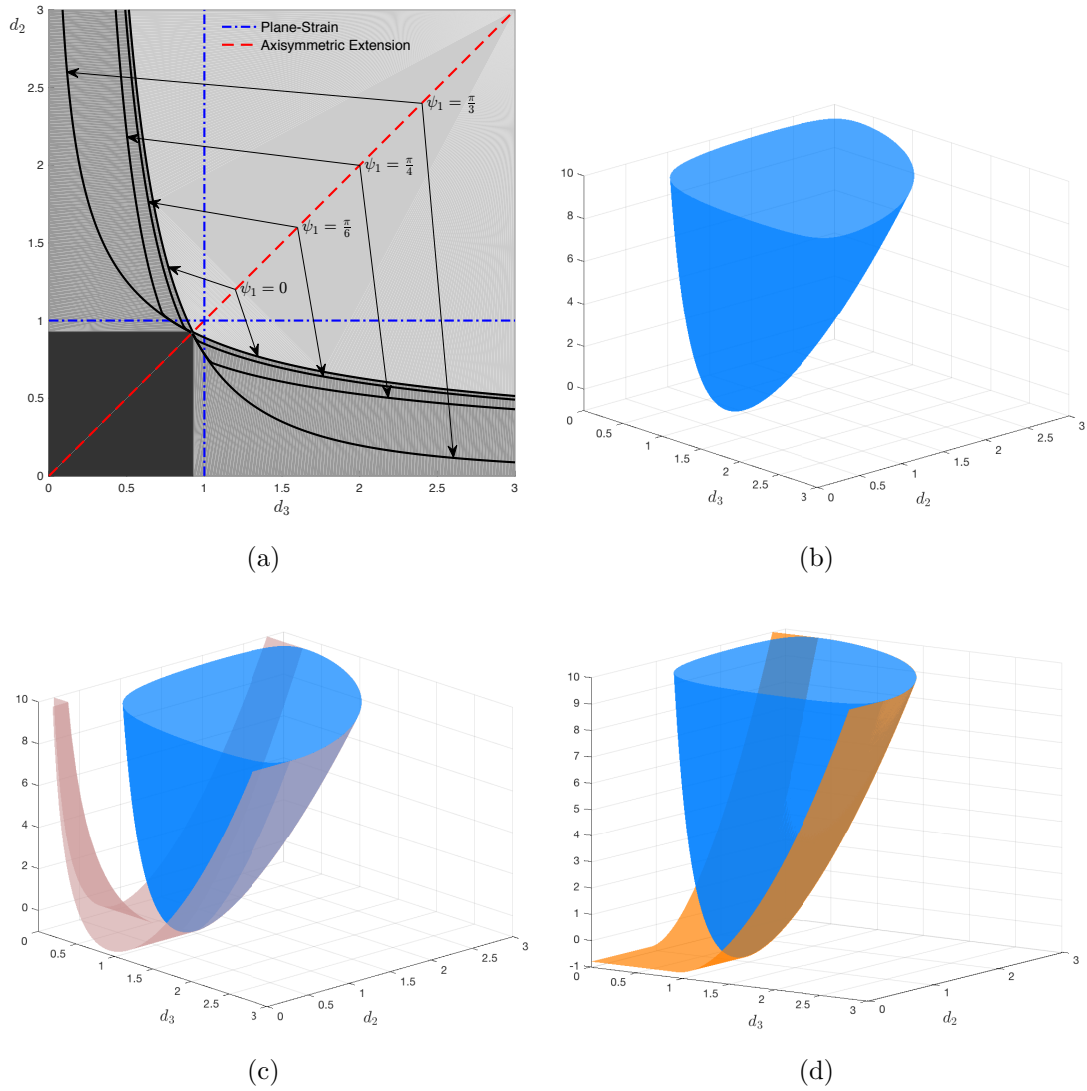 d₂
3
2.5
2
1.5
1
0.5
0
0 0.5 1 1.5 2 2.5 3
d₃
Plane-Strain
Axisymmetric Extension
ψ₁ = π/3
ψ₁ = π/4
ψ₁ = π/6
ψ₁ = 0
(a)
10
8
6
4
2
0
0 0.5 1 1.5 2 2.5 3
d₃
0 0.5 1 1.5 2 2.5 3
d₂
(b)
10
8
6
4
2
0
0 0.5 1 1.5 2 2.5 3
d₃
0 0.5 1 1.5 2 2.5 3
d₂
(c)
10
9
8
7
6
5
4
3
2
1
0
-1
0 0.5 1 1.5 2 2.5 3
d₃
0 1 2 3
d₂
(d)